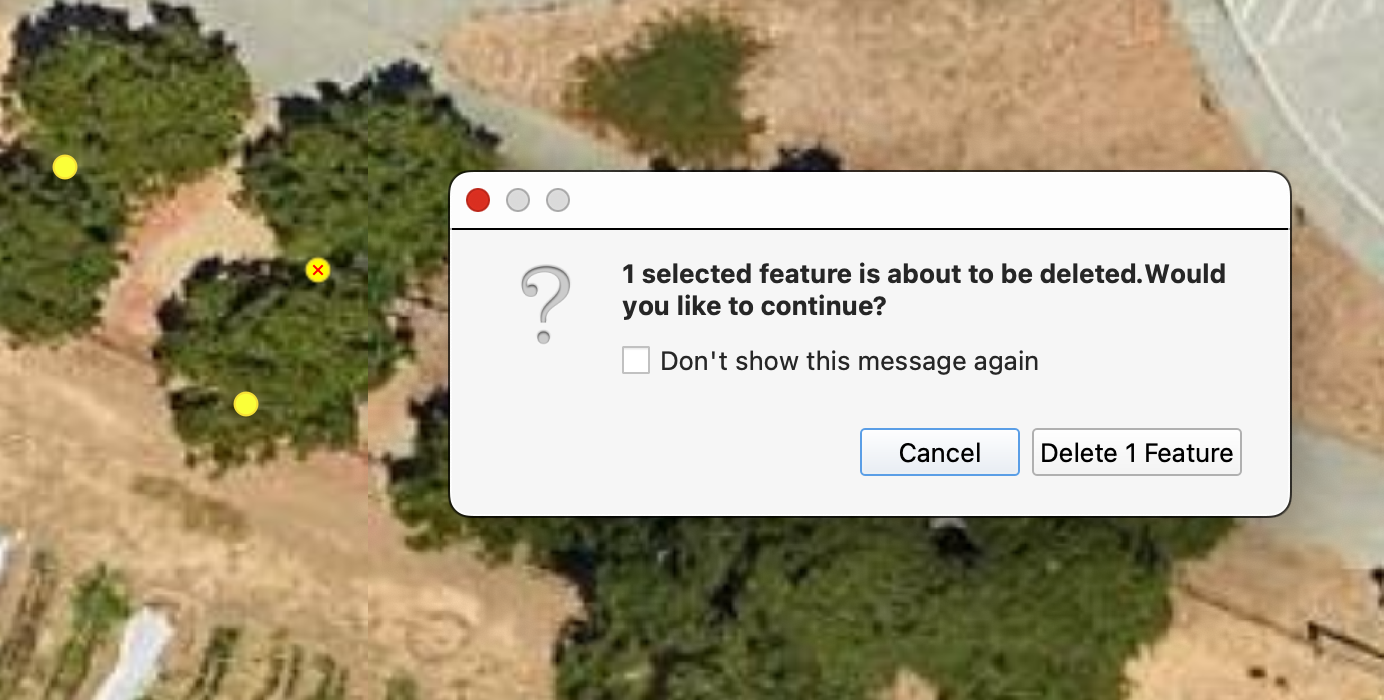 1 selected feature is about to be deleted.Would
you like to continue?
Don't show this message again
Cancel
Delete 1 Feature